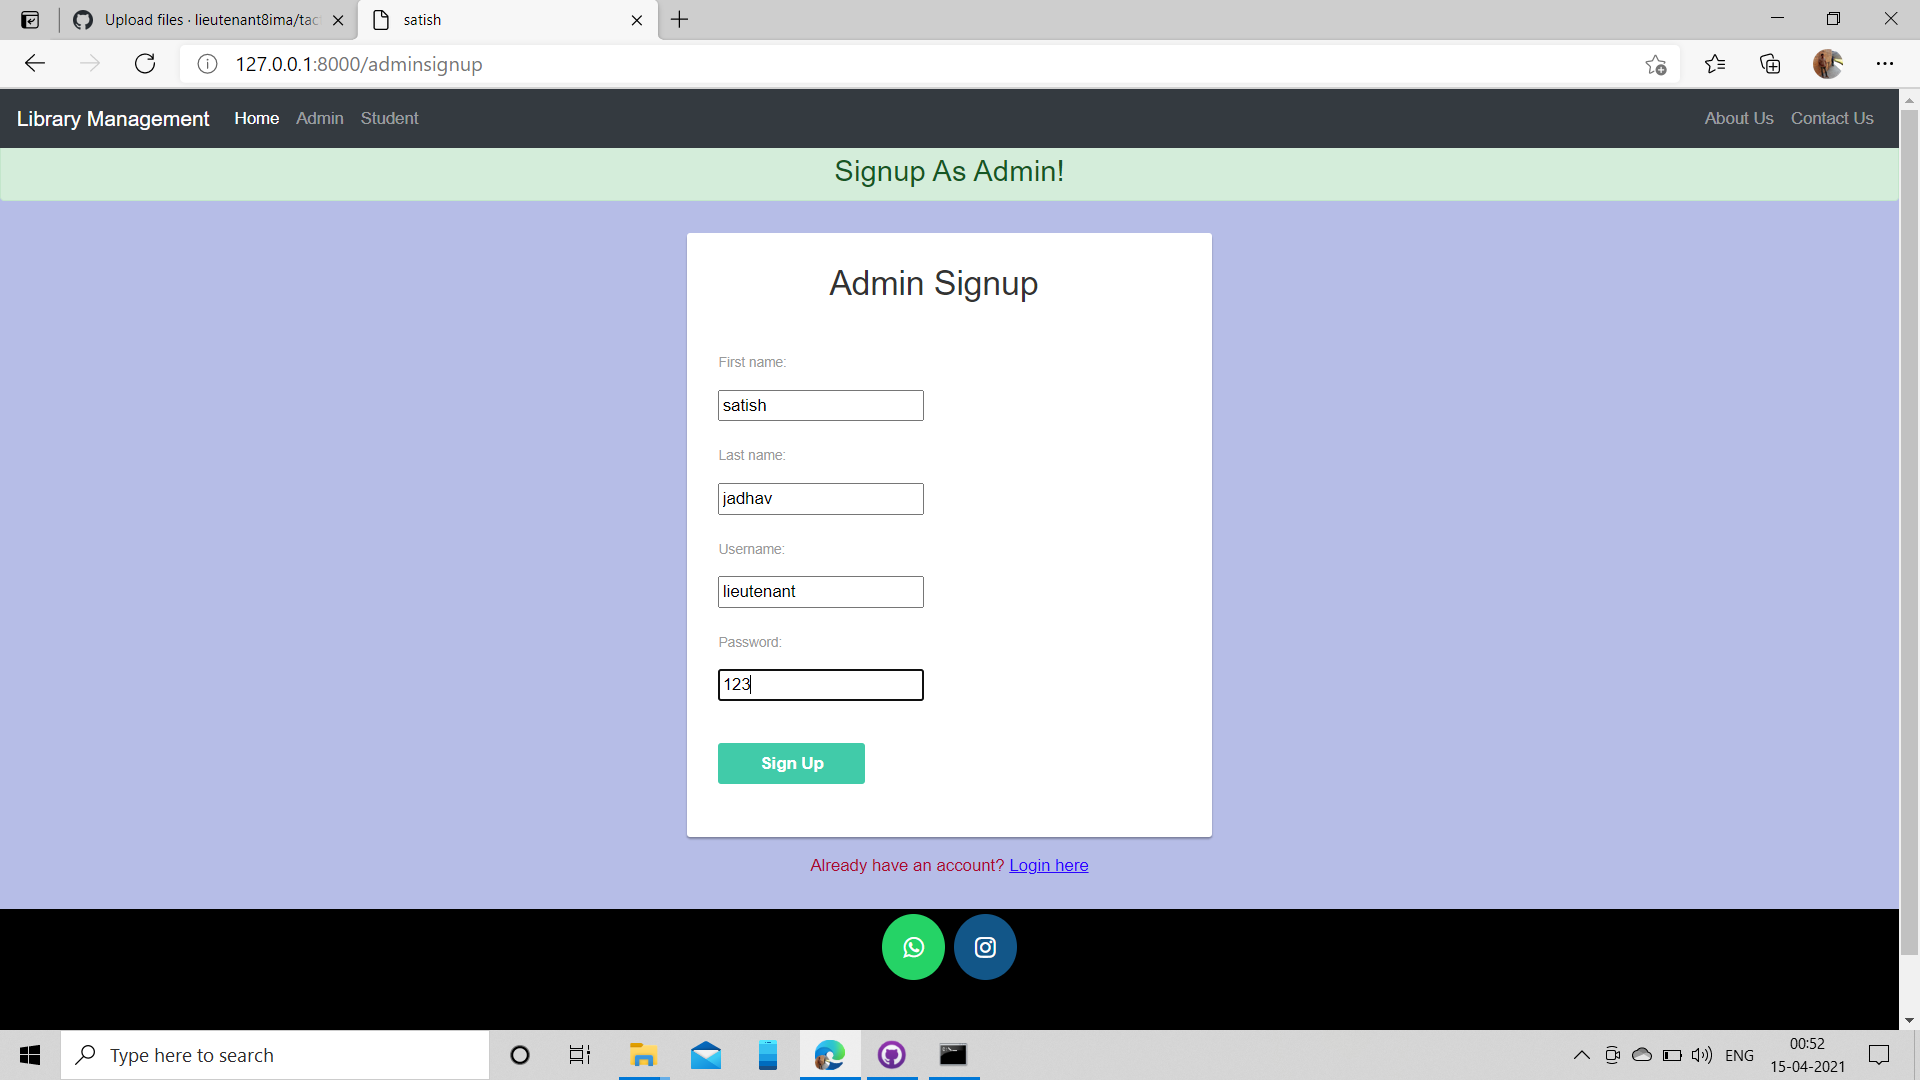 Upload files · lieutenant8ima/tac
satish
127.0.0.1:8000/adminsignup
Library Management Home Admin Student About Us Contact Us
Signup As Admin!
Admin Signup
First name:
satish
Last name:
jadhav
Username:
lieutenant
Password:
123
Sign Up
Already have an account? Login here
Type here to search
ENG
00:52
15-04-2021